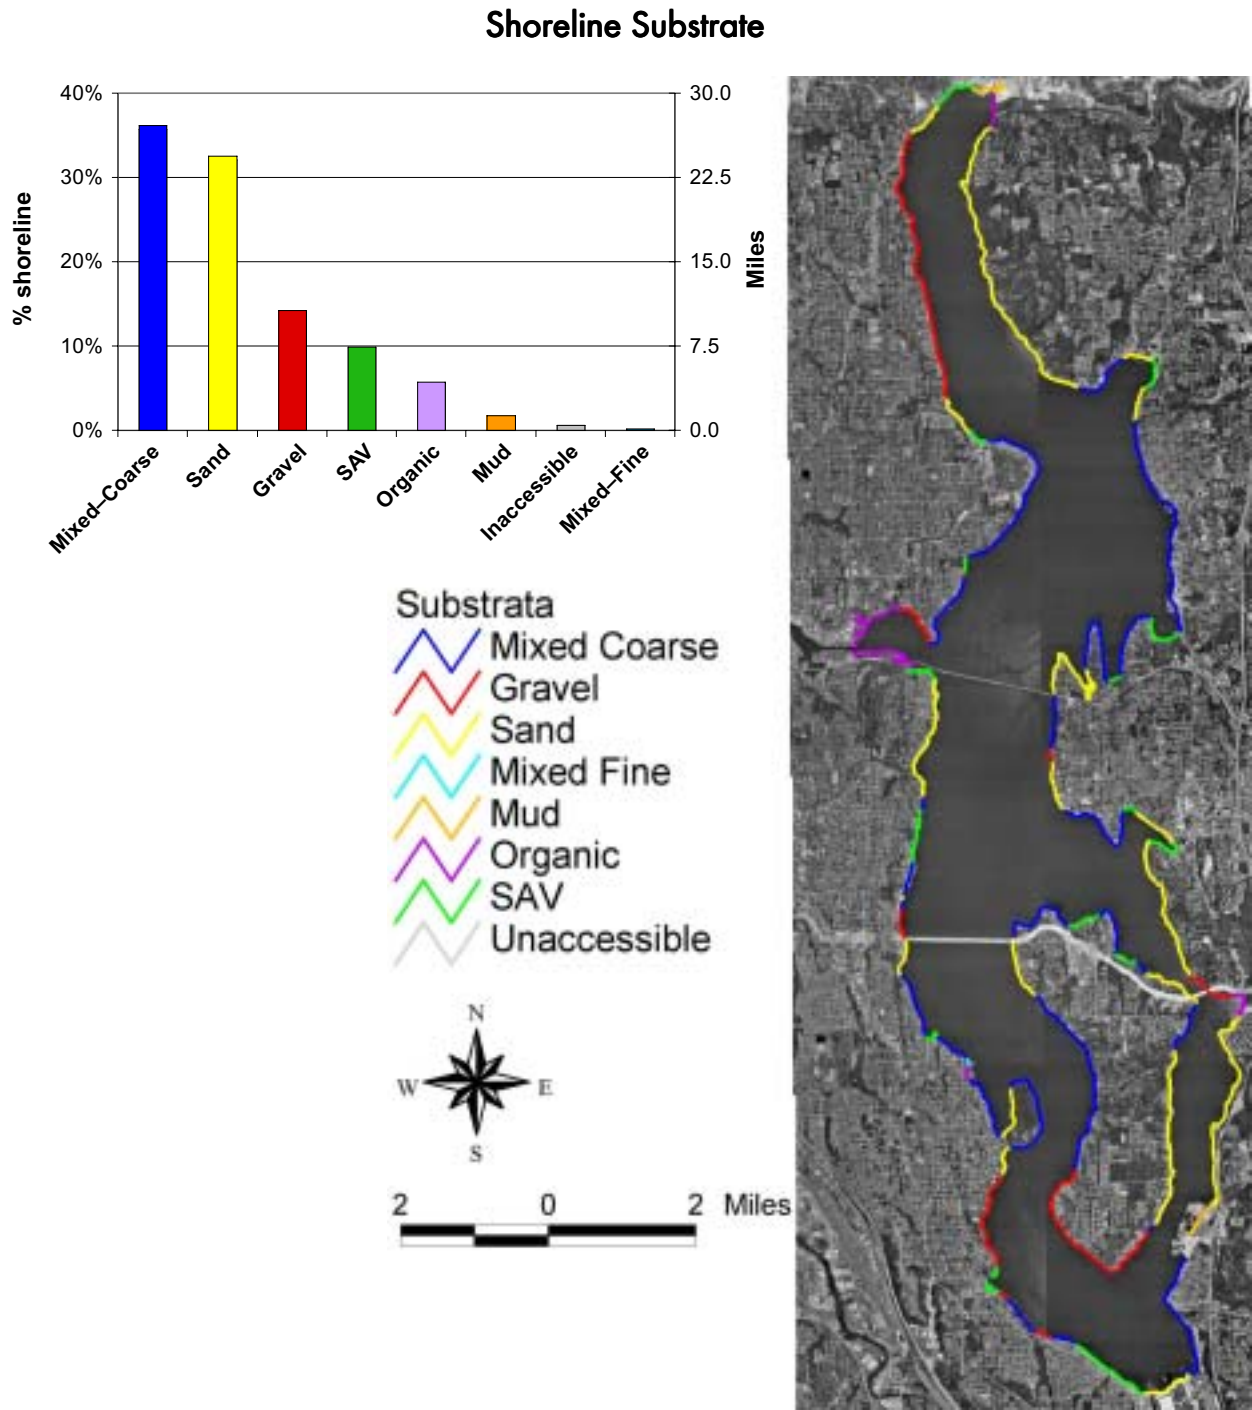 Shoreline Substrate
40%
30%
20%
10%
0%
% shoreline
30.0
22.5
15.0
7.5
0.0
Miles
Mixed–Coarse
Sand
Gravel
SAV
Organic
Mud
Inaccessible
Mixed–Fine
Substrata
Mixed Coarse
Gravel
Sand
Mixed Fine
Mud
Organic
SAV
Unaccessible
N
W E
S
2 0 2 Miles